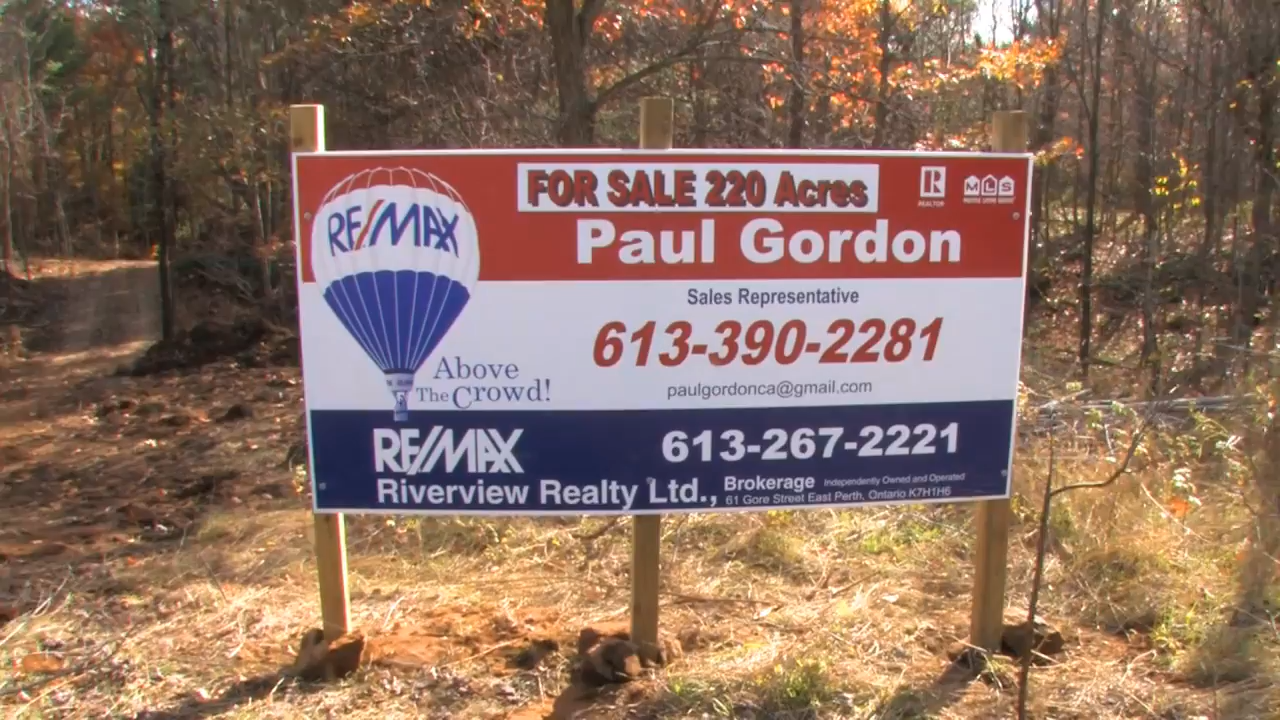 FOR SALE 220 Acres
R
REALTOR
MLS
Paul Gordon
RE/MAX
Sales Representative
613-390-2281
paulgordonca@gmail.com
Above
The Crowd!
RE/MAX
613-267-2221
Riverview Realty Ltd., Brokerage Independently Owned and Operated
61 Gore Street East Perth, Ontario K7H1H6